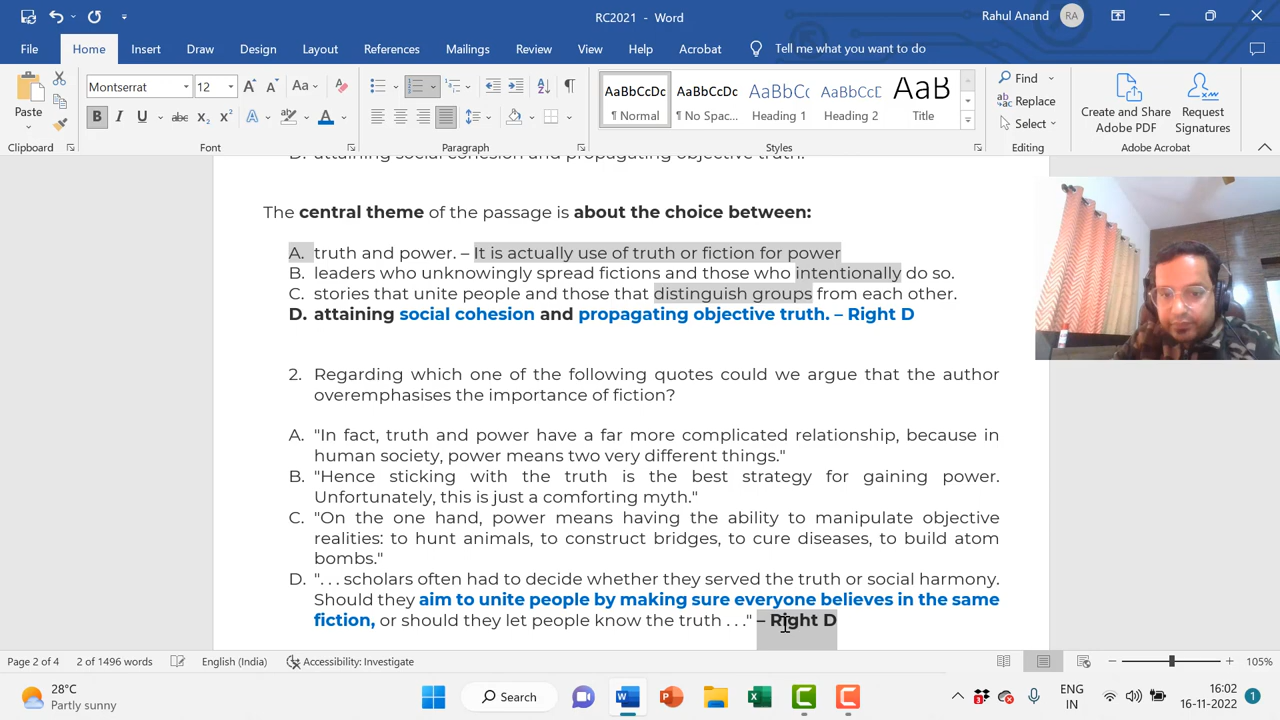 RC2021 - Word
Rahul Anand
RA
File Home Insert Draw Design Layout References Mailings Review View Help Acrobat Tell me what you want to do
Paste
Montserrat 12
Aa
AaBbCcDc
¶ Normal
AaBbCcDc
¶ No Spac...
AaBbCc
Heading 1
AaBbCcD
Heading 2
AaB
Title
Find
Replace
Select
Create and Share Adobe PDF
Request Signatures
Clipboard Font Paragraph Styles Editing Adobe Acrobat
D. attaining social cohesion and propagating objective truth.
The central theme of the passage is about the choice between:
A. truth and power. – It is actually use of truth or fiction for power
B. leaders who unknowingly spread fictions and those who intentionally do so.
C. stories that unite people and those that distinguish groups from each other.
D. attaining social cohesion and propagating objective truth. – Right D
2. Regarding which one of the following quotes could we argue that the author
overemphasises the importance of fiction?
A. "In fact, truth and power have a far more complicated relationship, because in
human society, power means two very different things."
B. "Hence sticking with the truth is the best strategy for gaining power.
Unfortunately, this is just a comforting myth."
C. "On the one hand, power means having the ability to manipulate objective
realities: to hunt animals, to construct bridges, to cure diseases, to build atom
bombs."
D. ". . . scholars often had to decide whether they served the truth or social harmony.
Should they aim to unite people by making sure everyone believes in the same
fiction, or should they let people know the truth . . ." – Right D
Page 2 of 4 2 of 1496 words English (India) Accessibility: Investigate 105%
28°C
Partly sunny
Search
ENG
IN
16:02
16-11-2022
1